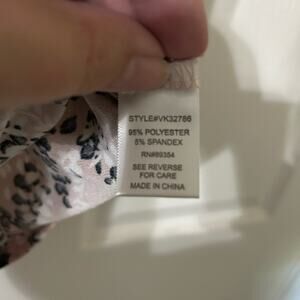 STYLE#VK32786
95% POLYESTER
5% SPANDEX
RN#89354
SEE REVERSE
FOR CARE
MADE IN CHINA